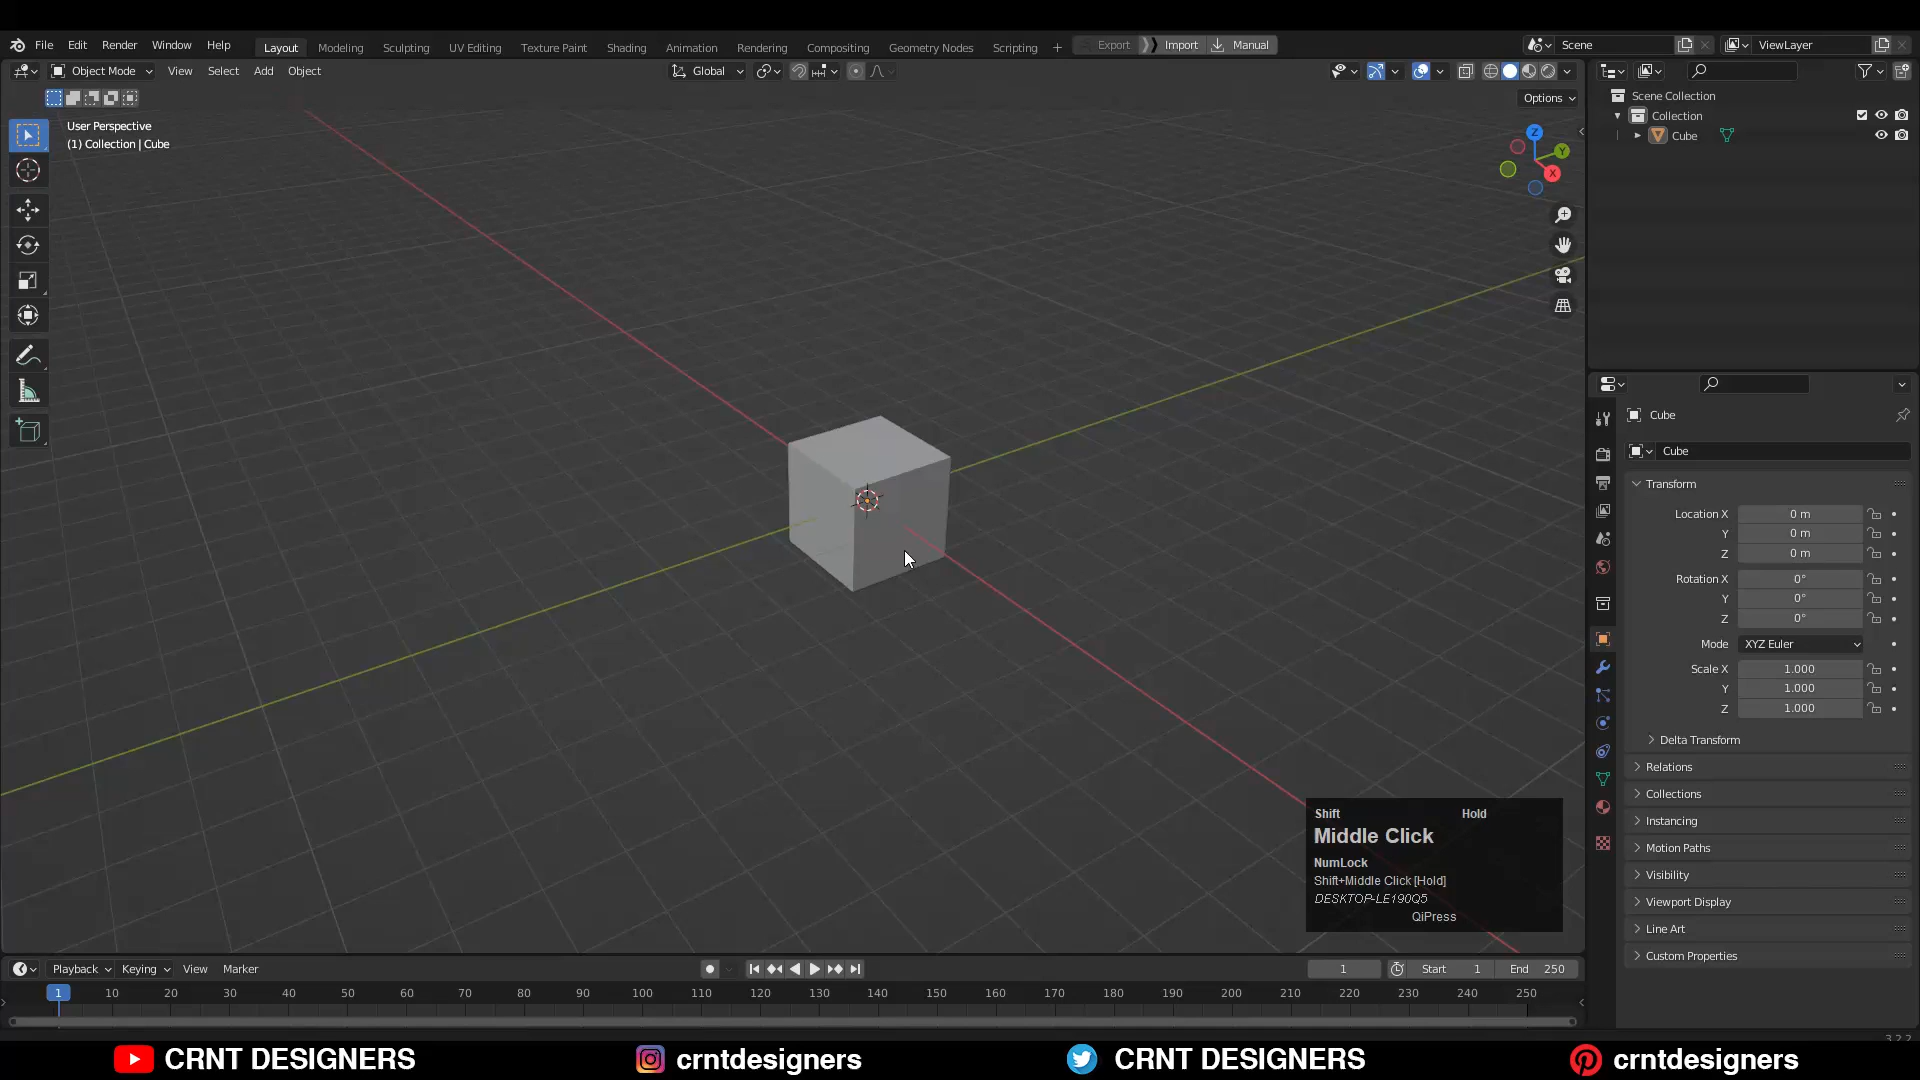 File Edit Render Window Help Layout Modeling Sculpting UV Editing Texture Paint Shading Animation Rendering Compositing Geometry Nodes Scripting + Export Import Manual Scene ViewLayer
Object Mode View Select Add Object Global
Options
User Perspective
(1) Collection | Cube
Z
Y
X
Scene Collection
Collection
Cube
Cube
Cube
Transform
Location X 0 m
Y 0 m
Z 0 m
Rotation X 0°
Y 0°
Z 0°
Mode XYZ Euler
Scale X 1.000
Y 1.000
Z 1.000
Delta Transform
Relations
Collections
Instancing
Motion Paths
Visibility
Viewport Display
Line Art
Custom Properties
Shift Hold
Middle Click
NumLock
Shift+Middle Click [Hold]
DESKTOP-LE190Q5
QiPress
Playback Keying View Marker 1 Start 1 End 250
1 10 20 30 40 50 60 70 80 90 100 110 120 130 140 150 160 170 180 190 200 210 220 230 240 250
3.2.2
CRNT DESIGNERS crntdesigners CRNT DESIGNERS crntdesigners